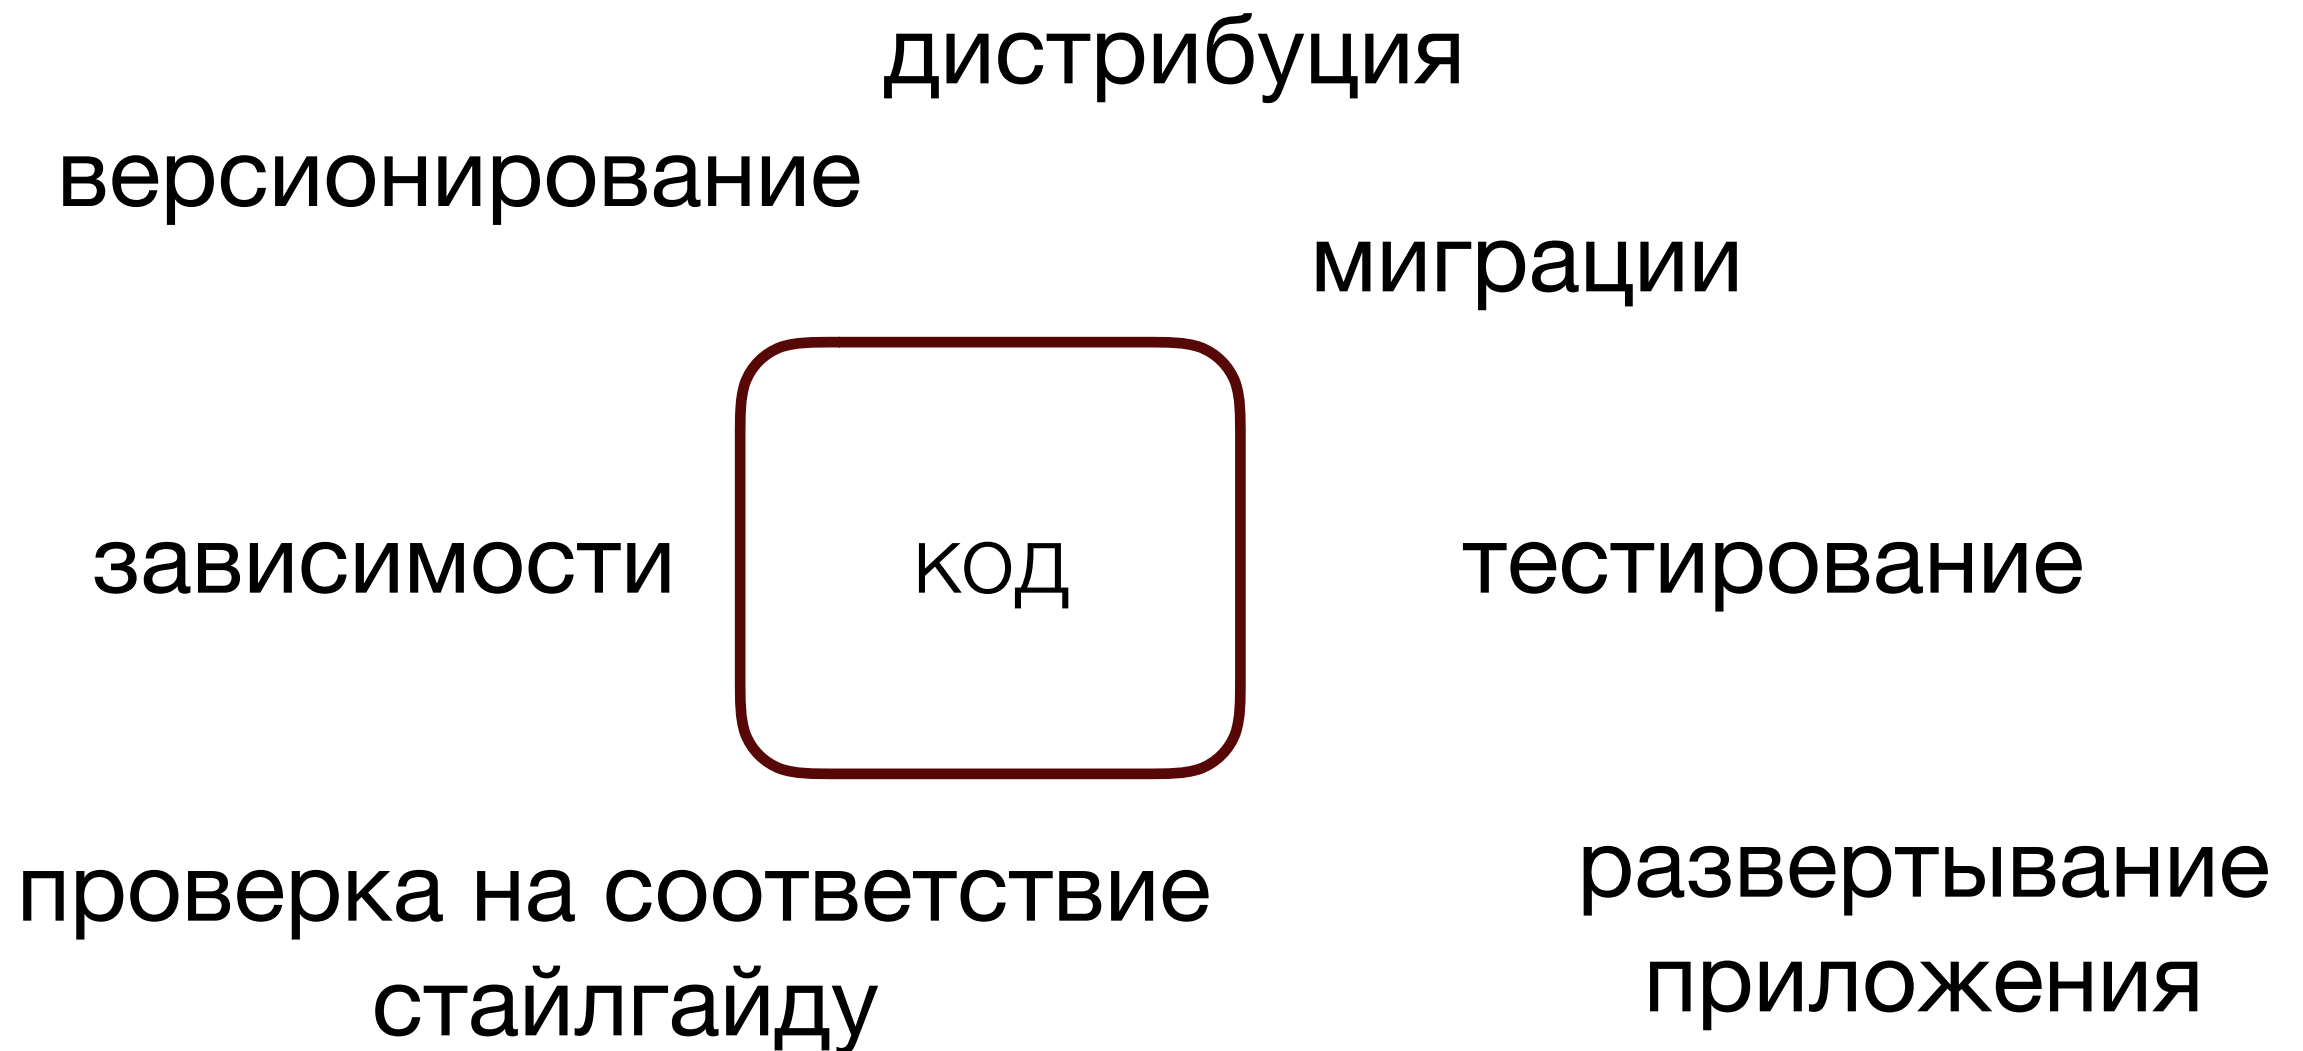 дистрибуция
версионирование
миграции
зависимости
код
тестирование
проверка на соответствие
стайлгайду
развертывание
приложения